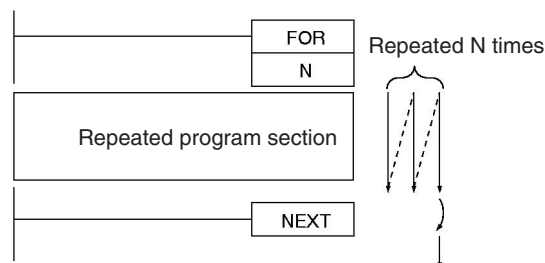 FOR
N
Repeated N times
Repeated program section
NEXT